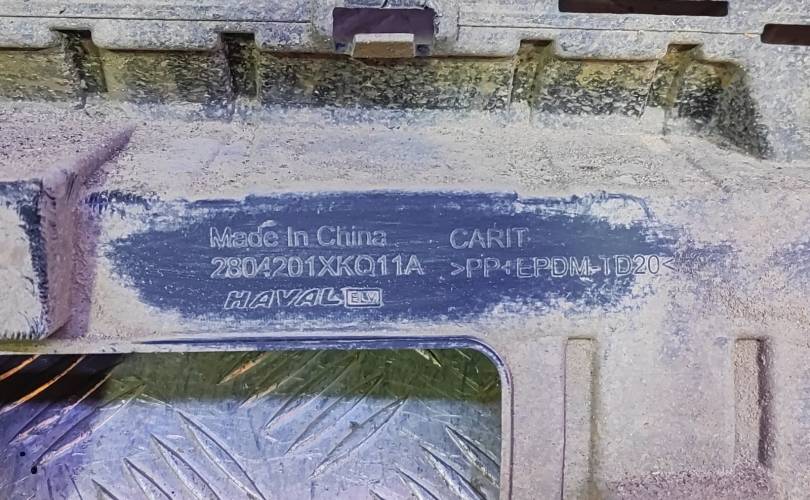 Made In China CARIT
2804201XKQ11A >PP+EPDM-TD20<
HAVAL ELV